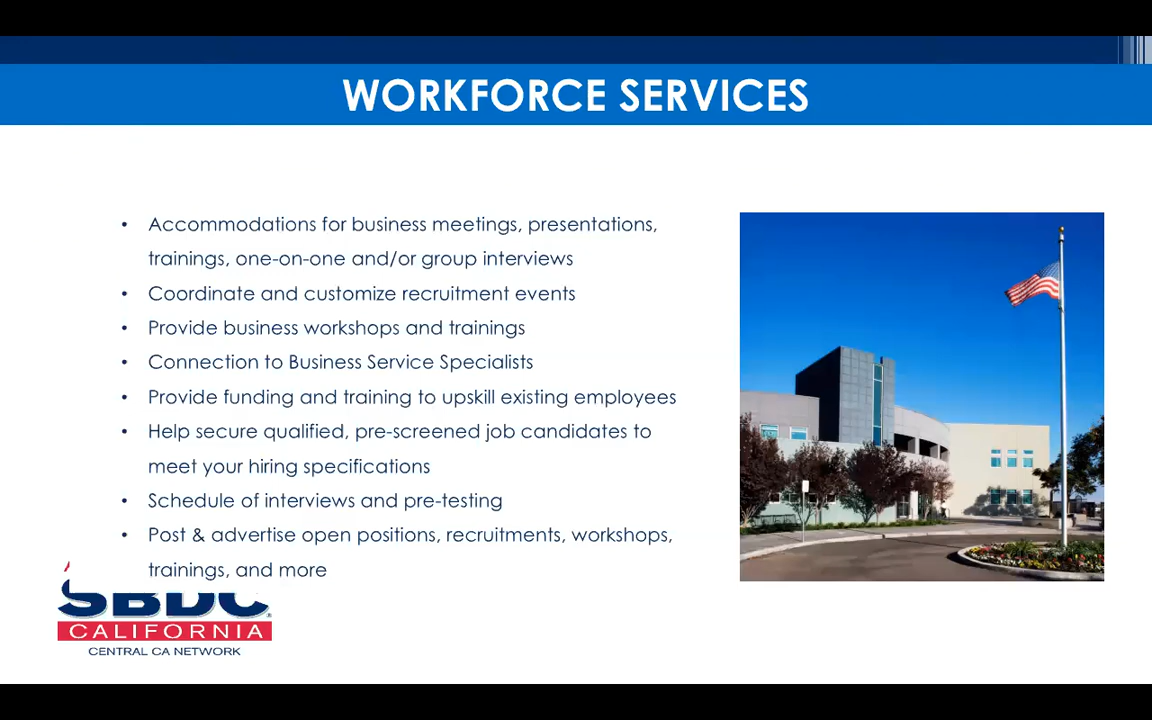 WORKFORCE SERVICES
• Accommodations for business meetings, presentations,
trainings, one-on-one and/or group interviews
• Coordinate and customize recruitment events
• Provide business workshops and trainings
• Connection to Business Service Specialists
• Provide funding and training to upskill existing employees
• Help secure qualified, pre-screened job candidates to
meet your hiring specifications
• Schedule of interviews and pre-testing
• Post & advertise open positions, recruitments, workshops,
trainings, and more
SBDC
CALIFORNIA
CENTRAL CA NETWORK